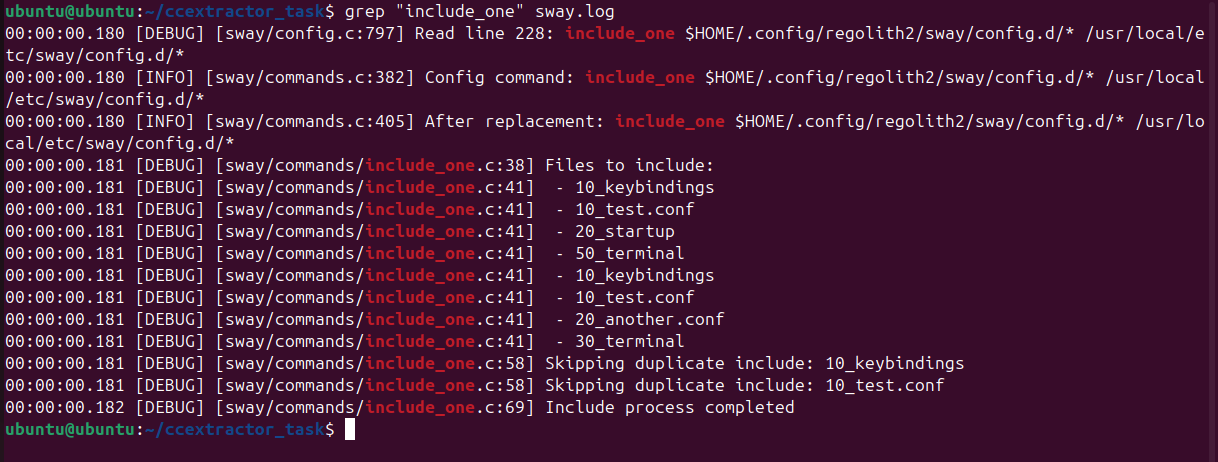 ubuntu@ubuntu:~/ccextractor_task$ grep "include_one" sway.log
00:00:00.180 [DEBUG] [sway/config.c:797] Read line 228: include_one $HOME/.config/regolith2/sway/config.d/* /usr/local/e
tc/sway/config.d/*
00:00:00.180 [INFO] [sway/commands.c:382] Config command: include_one $HOME/.config/regolith2/sway/config.d/* /usr/local
/etc/sway/config.d/*
00:00:00.180 [INFO] [sway/commands.c:405] After replacement: include_one $HOME/.config/regolith2/sway/config.d/* /usr/lo
cal/etc/sway/config.d/*
00:00:00.181 [DEBUG] [sway/commands/include_one.c:38] Files to include:
00:00:00.181 [DEBUG] [sway/commands/include_one.c:41]  - 10_keybindings
00:00:00.181 [DEBUG] [sway/commands/include_one.c:41]  - 10_test.conf
00:00:00.181 [DEBUG] [sway/commands/include_one.c:41]  - 20_startup
00:00:00.181 [DEBUG] [sway/commands/include_one.c:41]  - 50_terminal
00:00:00.181 [DEBUG] [sway/commands/include_one.c:41]  - 10_keybindings
00:00:00.181 [DEBUG] [sway/commands/include_one.c:41]  - 10_test.conf
00:00:00.181 [DEBUG] [sway/commands/include_one.c:41]  - 20_another.conf
00:00:00.181 [DEBUG] [sway/commands/include_one.c:41]  - 30_terminal
00:00:00.181 [DEBUG] [sway/commands/include_one.c:58] Skipping duplicate include: 10_keybindings
00:00:00.181 [DEBUG] [sway/commands/include_one.c:58] Skipping duplicate include: 10_test.conf
00:00:00.182 [DEBUG] [sway/commands/include_one.c:69] Include process completed
ubuntu@ubuntu:~/ccextractor_task$